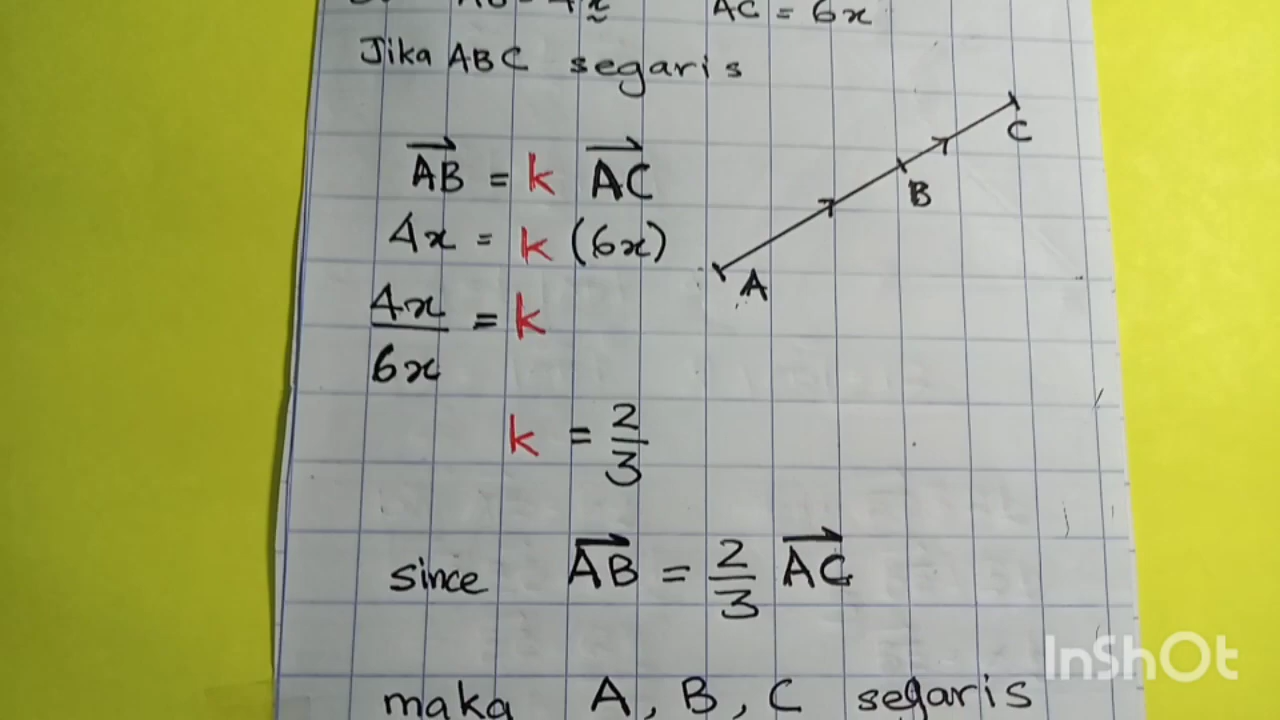 AC = 6x
Jika ABC segaris
AB = k AC
4x = k (6x)
4x
6x
= k
k = 2/3
C
B
A
since AB = 2/3 AC
maka A, B, C segaris
InShOt